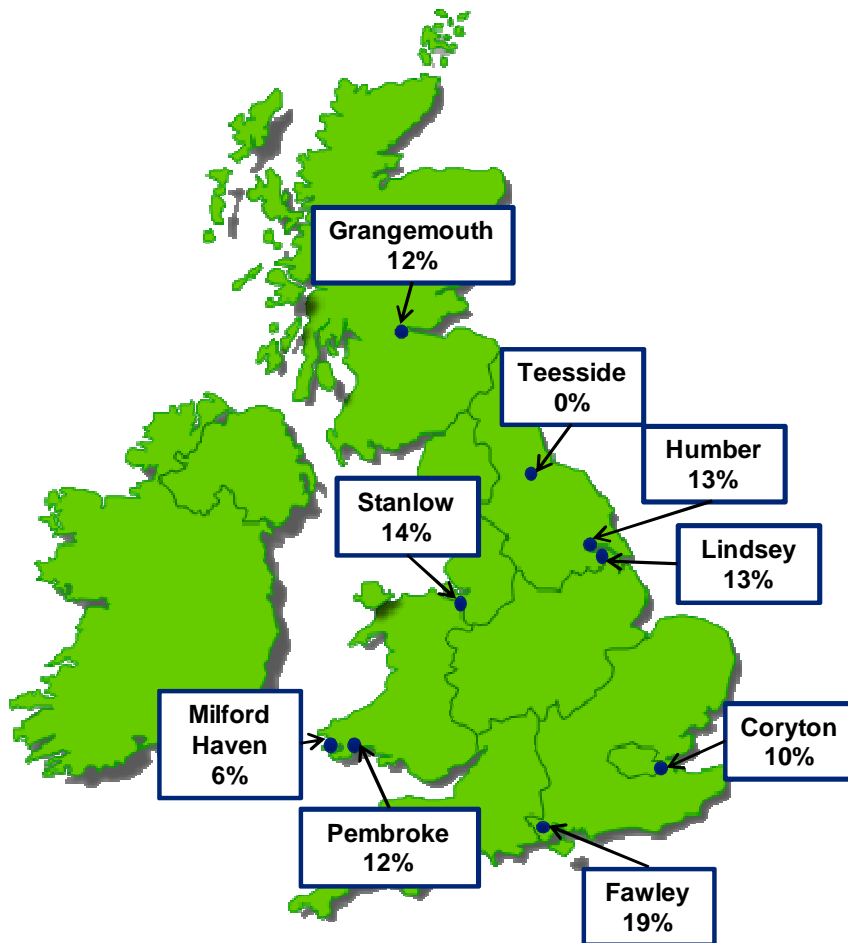 Grangemouth
12%
Teesside
0%
Humber
13%
Stanlow
14%
Lindsey
13%
Milford
Haven
6%
Coryton
10%
Pembroke
12%
Fawley
19%